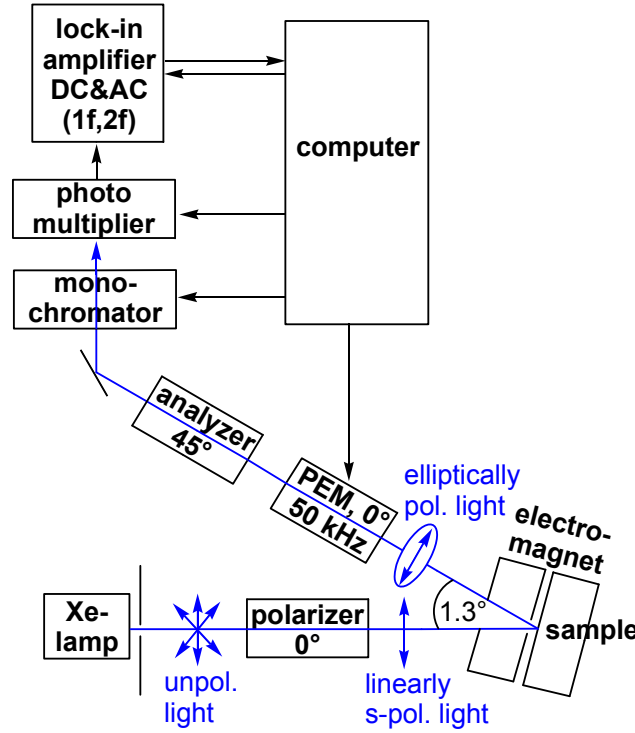 lock-in
amplifier
DC&AC
(1f,2f)
computer
photo
multiplier
mono-
chromator
analyzer
45°
PEM, 0°
50 kHz
elliptically
pol. light
electro-
magnet
Xe-
lamp
polarizer
0°
1.3°
sample
unpol.
light
linearly
s-pol. light